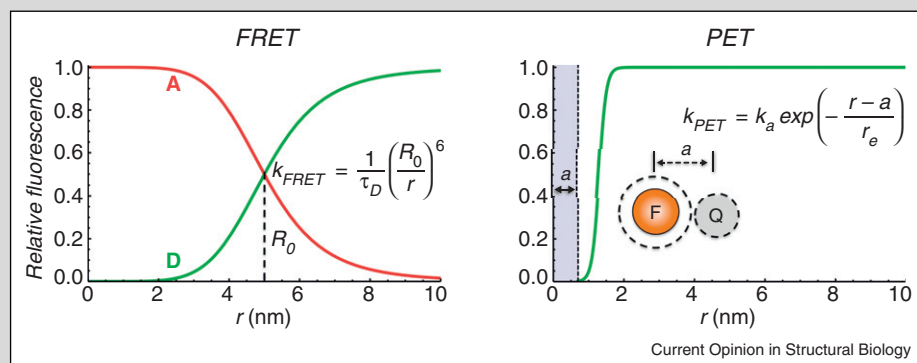 FRET
Relative fluorescence
1.0
0.8
0.6
0.4
0.2
0.0
A
D
k_FRET = 1/τ_D (R_0/r)^6
R_0
0 2 4 6 8 10
r (nm)
PET
1.0
0.8
0.6
0.4
0.2
0.0
a
k_PET = k_a exp(− r − a / r_e)
a
F
Q
0 2 4 6 8 10
r (nm)
Current Opinion in Structural Biology